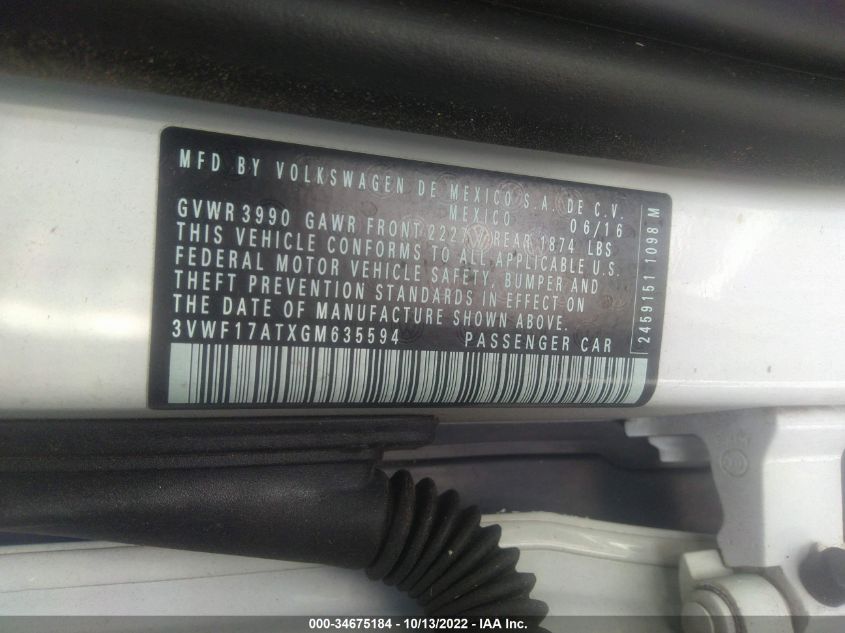 MFD BY VOLKSWAGEN DE MEXICO S.A. DE C.V.
MEXICO 06/16
GVWR 3990 GAWR FRONT 222 REAR 1874 LBS
THIS VEHICLE CONFORMS TO ALL APPLICABLE U.S.
FEDERAL MOTOR VEHICLE SAFETY, BUMPER AND
THEFT PREVENTION STANDARDS IN EFFECT ON
THE DATE OF MANUFACTURE SHOWN ABOVE.
3VWF17ATXGM635594 PASSENGER CAR
2459151 1098 M
000-34675184 - 10/13/2022 - IAA Inc.